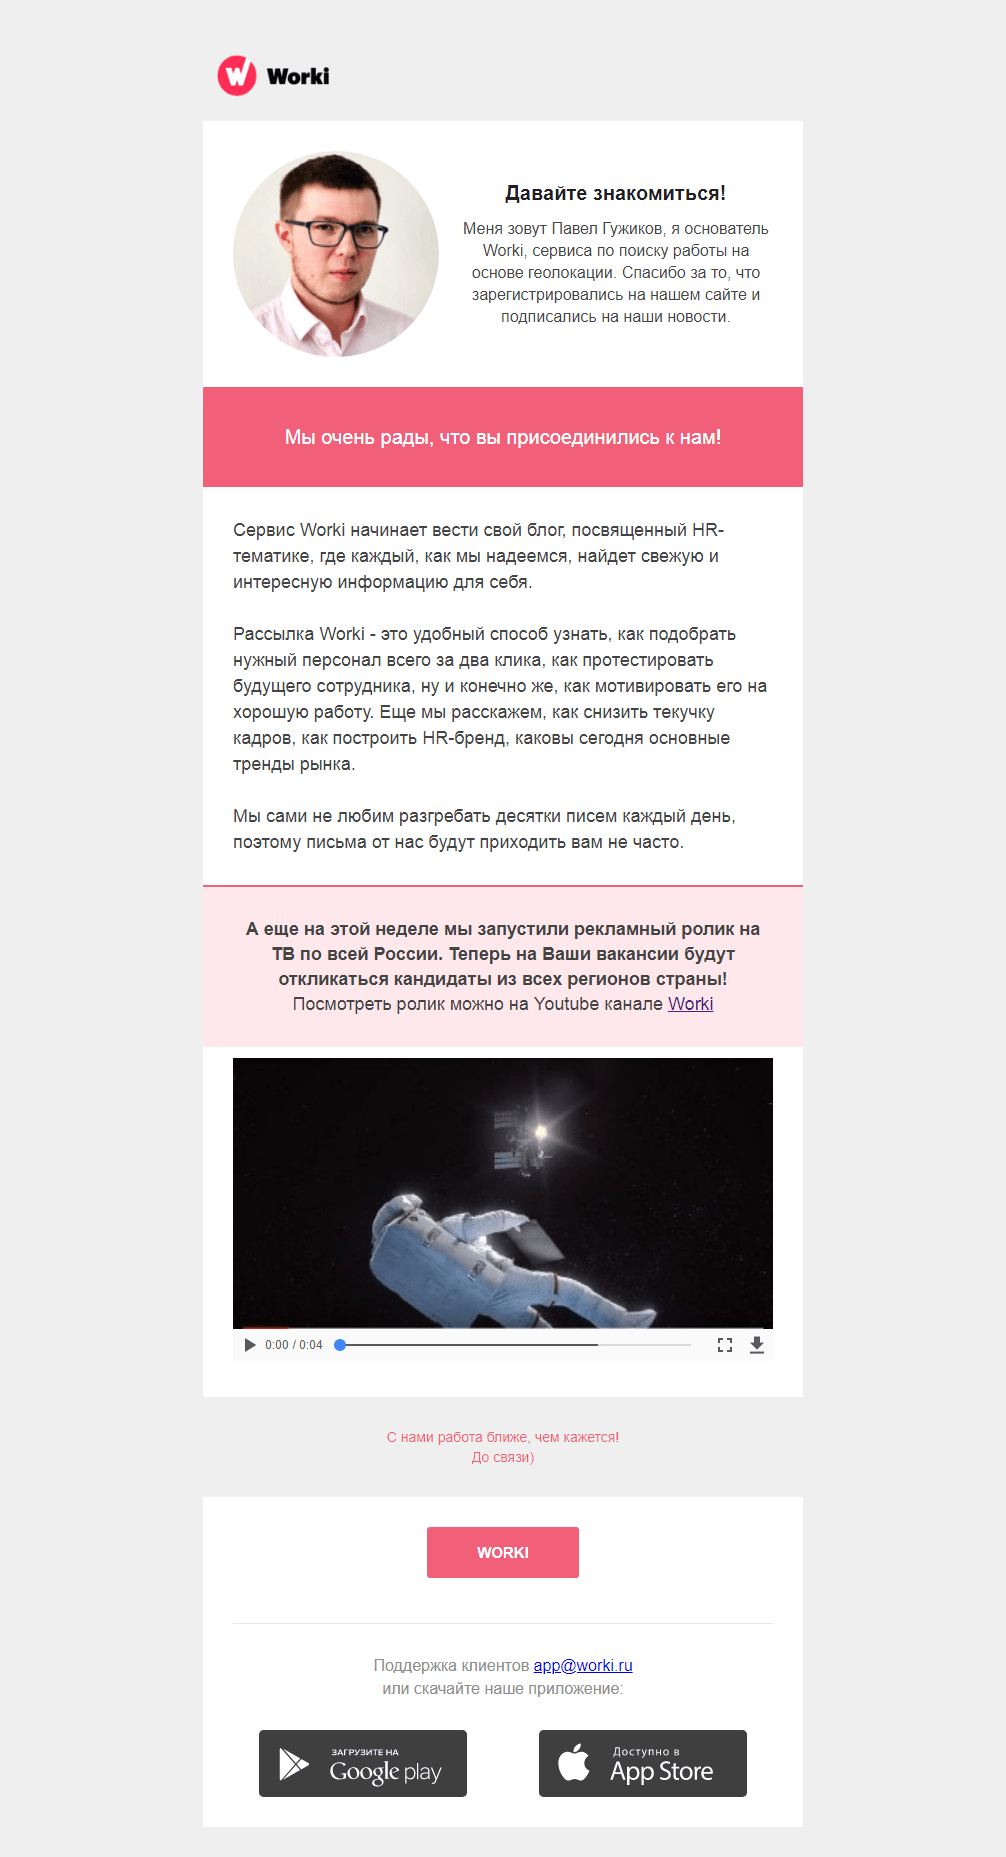 Worki
Давайте знакомиться!
Меня зовут Павел Гужиков, я основатель
Worki, сервиса по поиску работы на
основе геолокации. Спасибо за то, что
зарегистрировались на нашем сайте и
подписались на наши новости.
Мы очень рады, что вы присоединились к нам!
Сервис Worki начинает вести свой блог, посвященный HR-
тематике, где каждый, как мы надеемся, найдет свежую и
интересную информацию для себя.
Рассылка Worki - это удобный способ узнать, как подобрать
нужный персонал всего за два клика, как протестировать
будущего сотрудника, ну и конечно же, как мотивировать его на
хорошую работу. Еще мы расскажем, как снизить текучку
кадров, как построить HR-бренд, каковы сегодня основные
тренды рынка.
Мы сами не любим разгребать десятки писем каждый день,
поэтому письма от нас будут приходить вам не часто.
А еще на этой неделе мы запустили рекламный ролик на
ТВ по всей России. Теперь на Ваши вакансии будут
откликаться кандидаты из всех регионов страны!
Посмотреть ролик можно на Youtube канале Worki
0:00 / 0:04
С нами работа ближе, чем кажется!
До связи)
WORKI
Поддержка клиентов app@worki.ru
или скачайте наше приложение:
ЗАГРУЗИТЕ НА
Google play
Доступно в
App Store